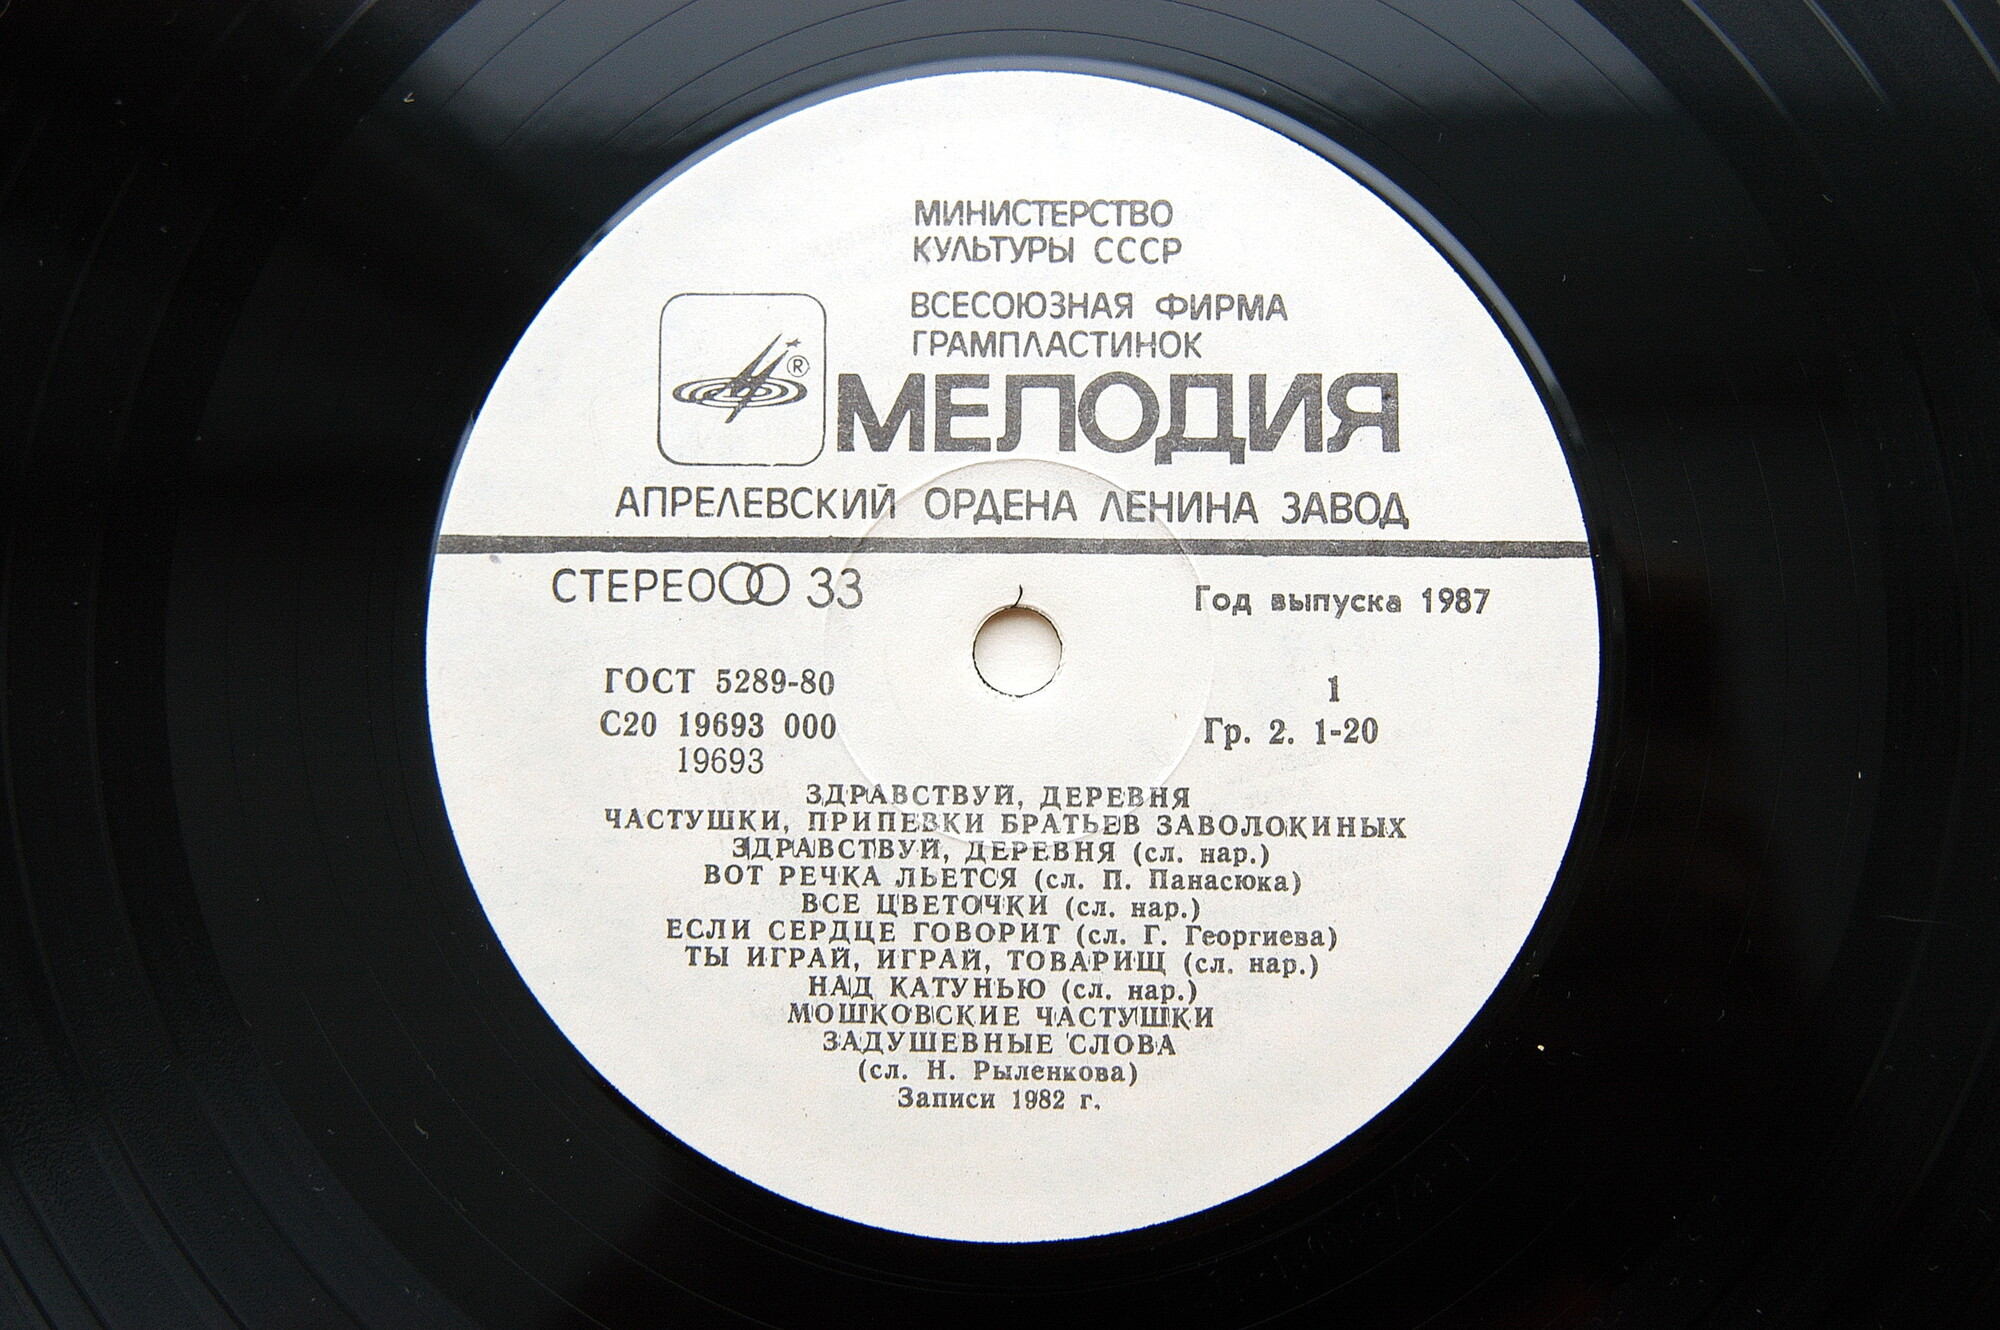 МИНИСТЕРСТВО
КУЛЬТУРЫ СССР
ВСЕСОЮЗНАЯ ФИРМА
ГРАМПЛАСТИНОК
®
МЕЛОДИЯ
АПРЕЛЕВСКИЙ ОРДЕНА ЛЕНИНА ЗАВОД
СТЕРЕО 33
Год выпуска 1987
ГОСТ 5289-80
1
С20 19693 000
Гр. 2. 1-20
19693
ЗДРАВСТВУЙ, ДЕРЕВНЯ
ЧАСТУШКИ, ПРИПЕВКИ БРАТЬЕВ ЗАВОЛОКИНЫХ
ЗДРАВСТВУЙ, ДЕРЕВНЯ (сл. нар.)
ВОТ РЕЧКА ЛЬЕТСЯ (сл. П. Панасюка)
ВСЕ ЦВЕТОЧКИ (сл. нар.)
ЕСЛИ СЕРДЦЕ ГОВОРИТ (сл. Г. Георгиева)
ТЫ ИГРАЙ, ИГРАЙ, ТОВАРИЩ (сл. нар.)
НАД КАТУНЬЮ (сл. нар.)
МОШКОВСКИЕ ЧАСТУШКИ
ЗАДУШЕВНЫЕ СЛОВА
(сл. Н. Рыленкова)
Записи 1982 г.